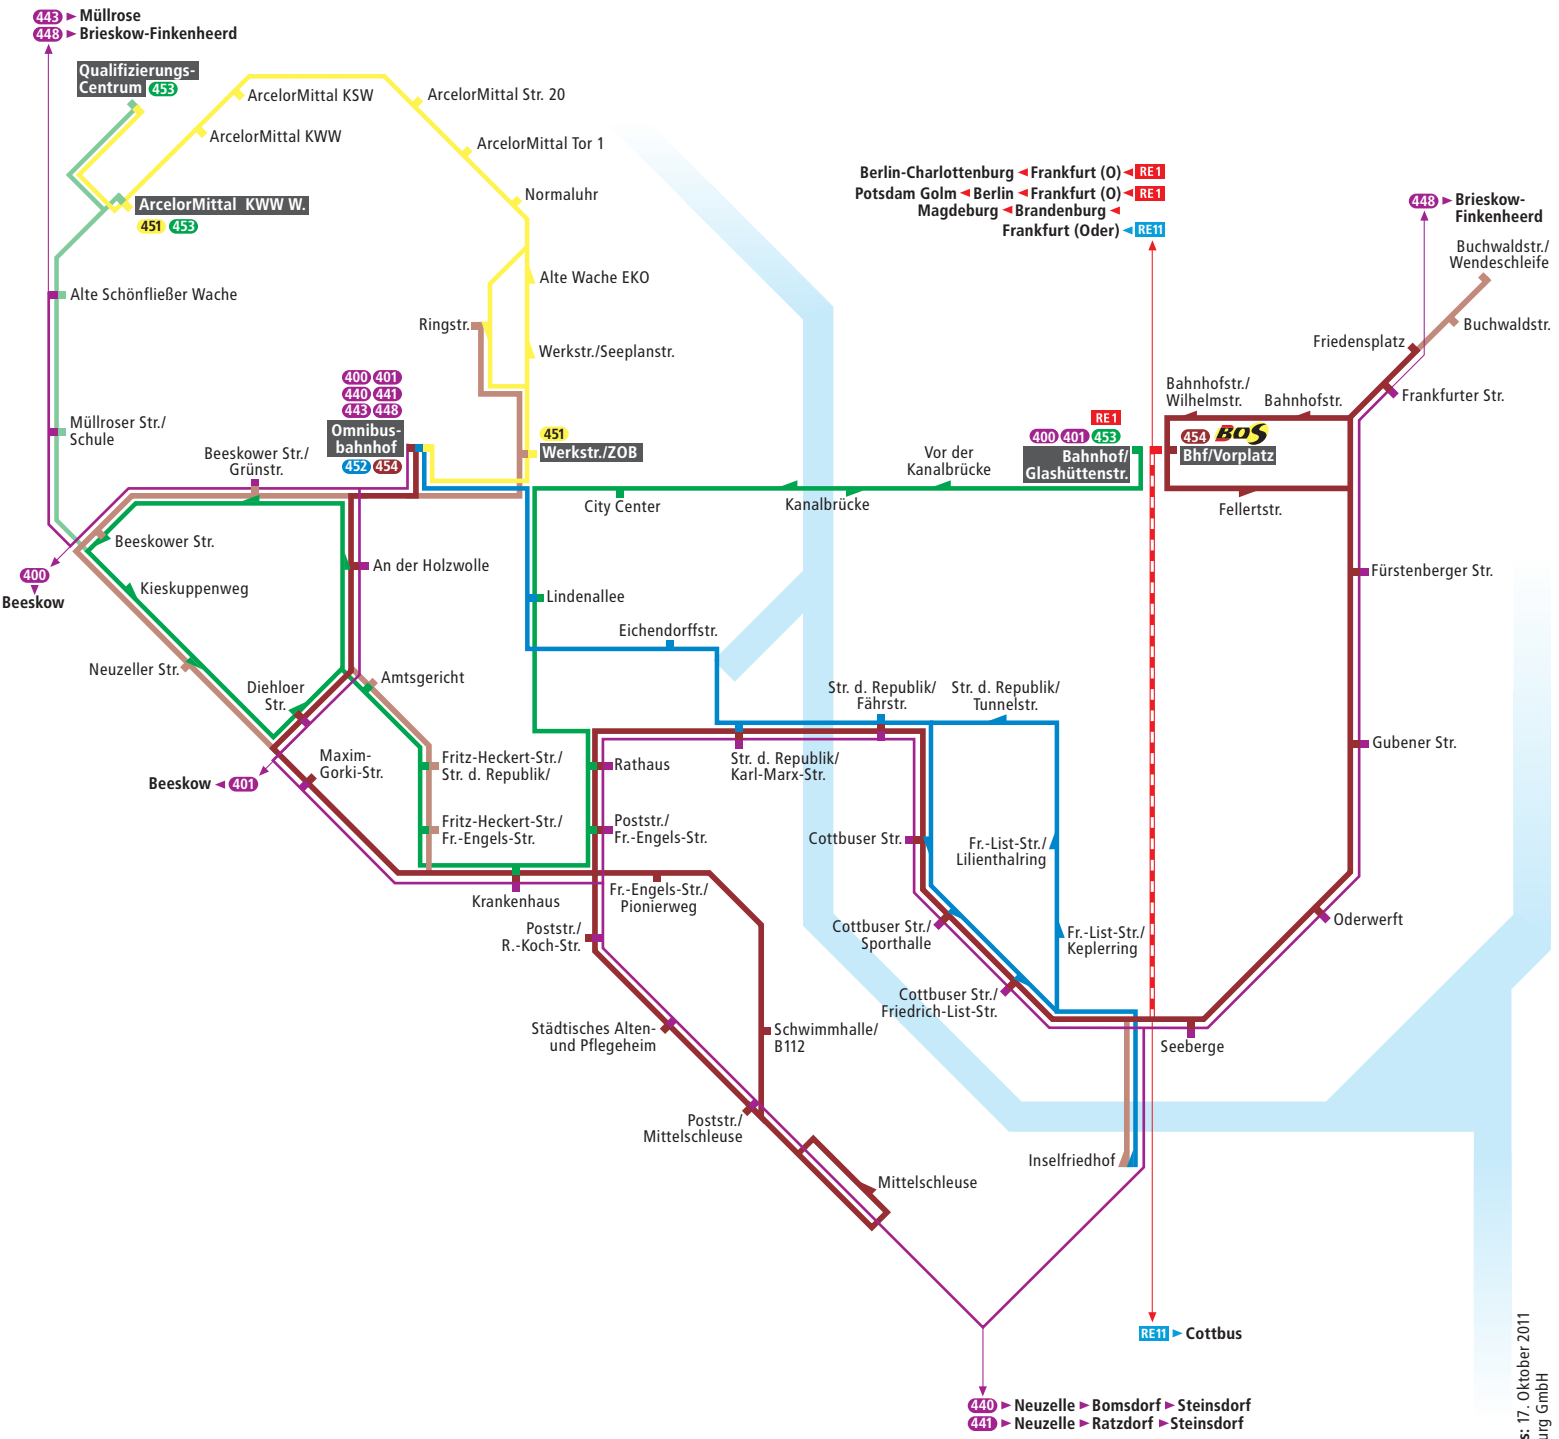 443 Müllrose
448 Brieskow-Finkenheerd
Qualifizierungs-
Centrum 453
ArcelorMittal KSW
ArcelorMittal Str. 20
ArcelorMittal KWW
ArcelorMittal Tor 1
Normaluhr
ArcelorMittal KWW W.
451 453
Berlin-Charlottenburg Frankfurt (O) RE1
Potsdam Golm Berlin Frankfurt (O) RE1
Magdeburg Brandenburg
Frankfurt (Oder) RE11
448 Brieskow-
Finkenheerd
Buchwaldstr./
Wendeschleife
Buchwaldstr.
Friedensplatz
Alte Schönfließer Wache
Alte Wache EKO
Ringstr.
Werkstr./Seeplanstr.
400 401
440 441
443 448
Omnibus-
bahnhof
452 454
451
Werkstr./ZOB
Müllroser Str./
Schule
Beeskower Str./
Grünstr.
Bahnhofstr./
Wilhelmstr.
Bahnhofstr.
Frankfurter Str.
RE1
400 401 453
Bahnhof/
Glashüttenstr.
454 BOS
Bhf/Vorplatz
Vor der
Kanalbrücke
City Center
Kanalbrücke
Fellertstr.
Beeskower Str.
An der Holzwolle
Kieskuppenweg
400
Beeskow
Lindenallee
Fürstenberger Str.
Eichendorffstr.
Neuzeller Str.
Diehloer
Str.
Amtsgericht
Str. d. Republik/
Fährstr.
Str. d. Republik/
Tunnelstr.
Maxim-
Gorki-Str.
Beeskow 401
Fritz-Heckert-Str./
Str. d. Republik/
Rathaus
Str. d. Republik/
Karl-Marx-Str.
Gubener Str.
Fritz-Heckert-Str./
Fr.-Engels-Str.
Poststr./
Fr.-Engels-Str.
Cottbuser Str.
Fr.-List-Str./
Lilienthalring
Krankenhaus
Fr.-Engels-Str./
Pionierweg
Poststr./
R.-Koch-Str.
Cottbuser Str./
Sporthalle
Fr.-List-Str./
Keplerring
Oderwerft
Cottbuser Str./
Friedrich-List-Str.
Städtisches Alten-
und Pflegeheim
Schwimmhalle/
B112
Seeberge
Poststr./
Mittelschleuse
Inselfriedhof
Mittelschleuse
RE11 Cottbus
440 Neuzelle Bomsdorf Steinsdorf
441 Neuzelle Ratzdorf Steinsdorf
17. Oktober 2011
GmbH